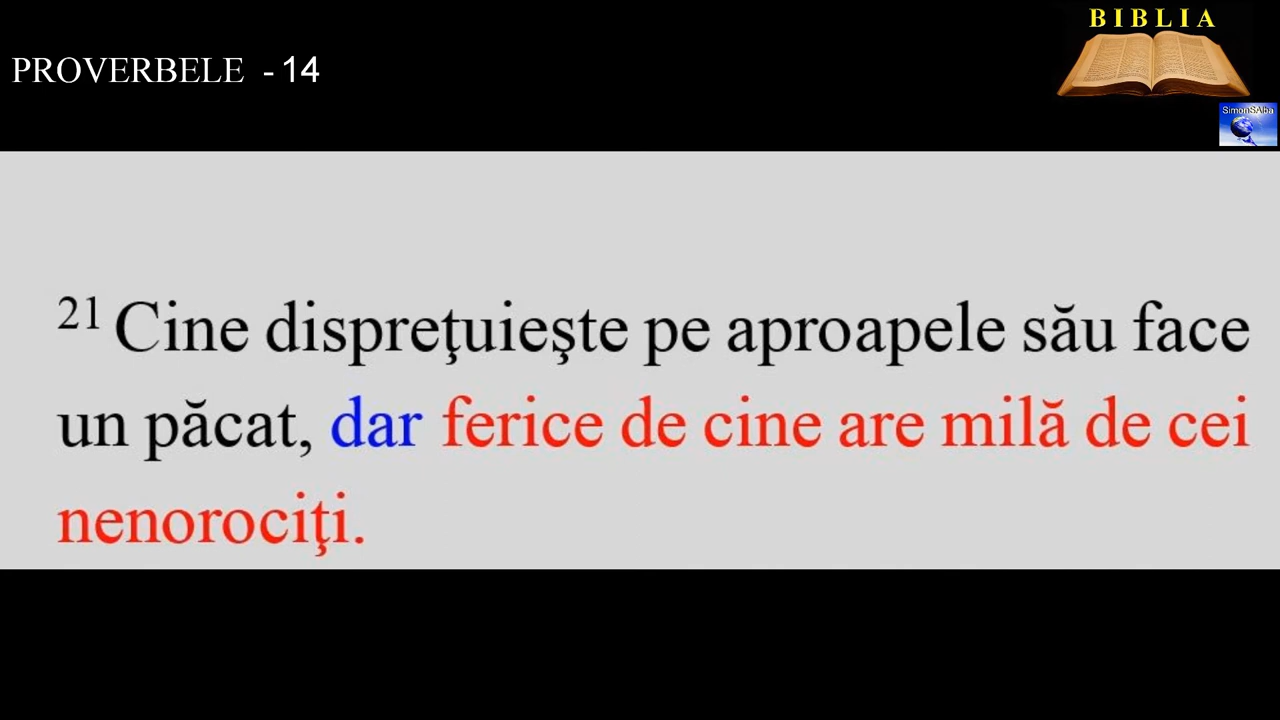 BIBLIA
PROVERBELE - 14
SimonSAlba
21 Cine dispreţuieşte pe aproapele său face
un păcat, dar ferice de cine are milă de cei
nenorociţi.